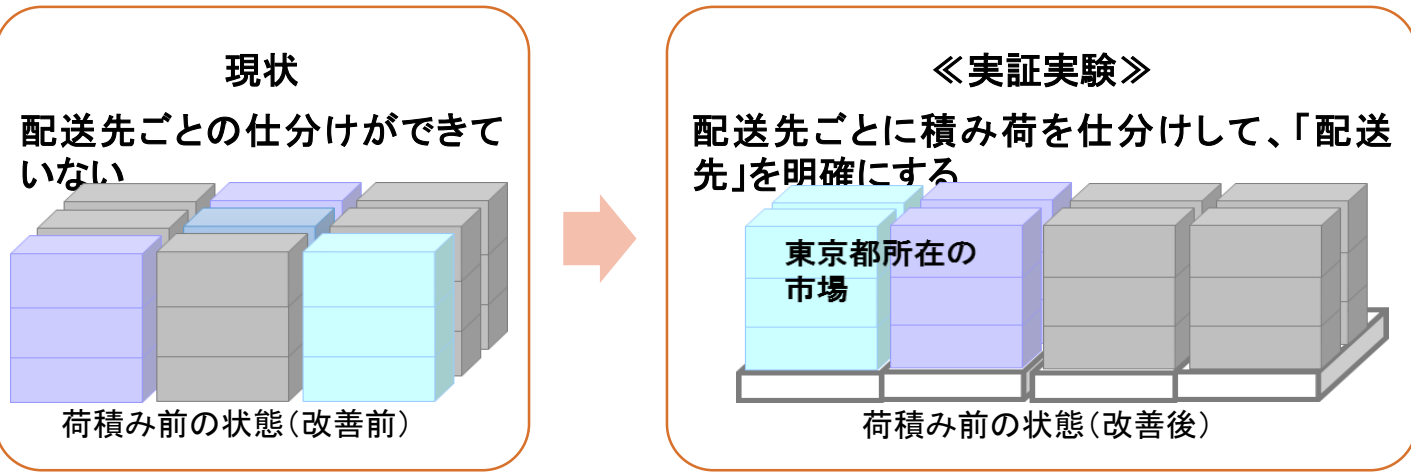 現状
配送先ごとの仕分けができて
いない
荷積み前の状態（改善前）
≪実証実験≫
配送先ごとに積み荷を仕分けして、「配送
先」を明確にする
東京都所在の
市場
荷積み前の状態（改善後）